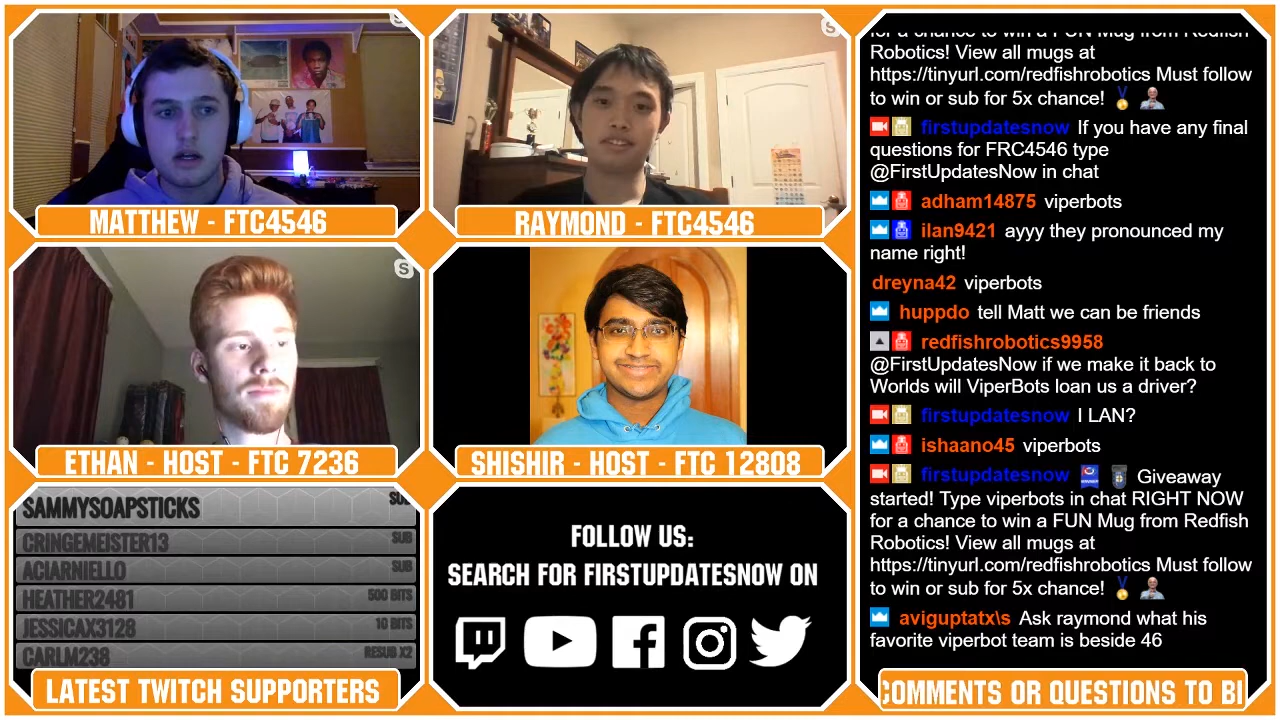 MATTHEW - FTC4546
RAYMOND - FTC4546
ETHAN - HOST - FTC 7236
SHISHIR - HOST - FTC 12808
SAMMYSOAPSTICKS
CRINGEMEISTER13 SUB
ACIARNIELLO SUB
HEATHER2481 500 BITS
JESSICAX3128 10 BITS
CARLM238 RESUB X2
LATEST TWITCH SUPPORTERS
FOLLOW US:
SEARCH FOR FIRSTUPDATESNOW ON
for a chance to win a FUN Mug from Redfish
Robotics! View all mugs at
https://tinyurl.com/redfishrobotics Must follow
to win or sub for 5x chance!
firstupdatesnow If you have any final
questions for FRC4546 type
@FirstUpdatesNow in chat
adham14875 viperbots
ilan9421 ayyy they pronounced my
name right!
dreyna42 viperbots
huppdo tell Matt we can be friends
redfishrobotics9958
@FirstUpdatesNow if we make it back to
Worlds will ViperBots loan us a driver?
firstupdatesnow I LAN?
ishaano45 viperbots
firstupdatesnow Giveaway
started! Type viperbots in chat RIGHT NOW
for a chance to win a FUN Mug from Redfish
Robotics! View all mugs at
https://tinyurl.com/redfishrobotics Must follow
to win or sub for 5x chance!
aviguptatx\s Ask raymond what his
favorite viperbot team is beside 46
COMMENTS OR QUESTIONS TO